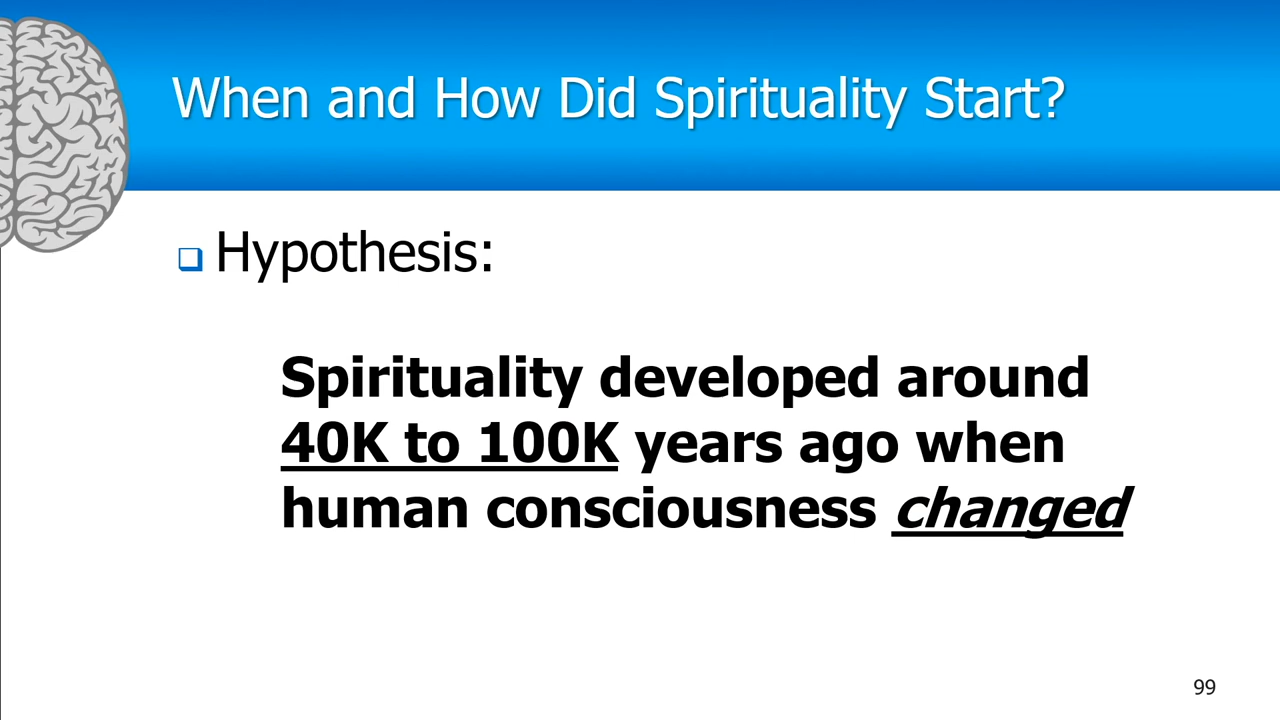 When and How Did Spirituality Start?
Hypothesis:
Spirituality developed around
40K to 100K years ago when
human consciousness changed
99